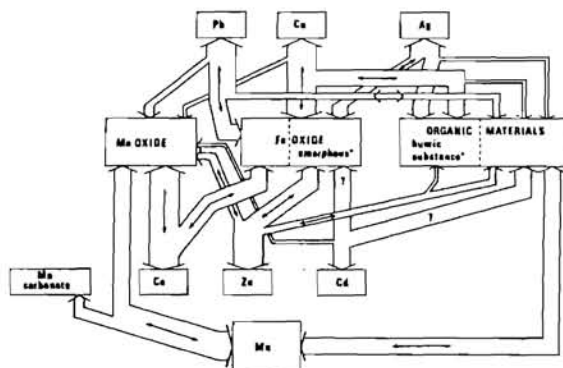 Pb
Cu
Ag
Mn OXIDE
Fe OXIDE
amorphous*
ORGANIC MATERIALS
humic
substance*
?
?
Mn
carbonate
Co
Zn
Cd
Mn